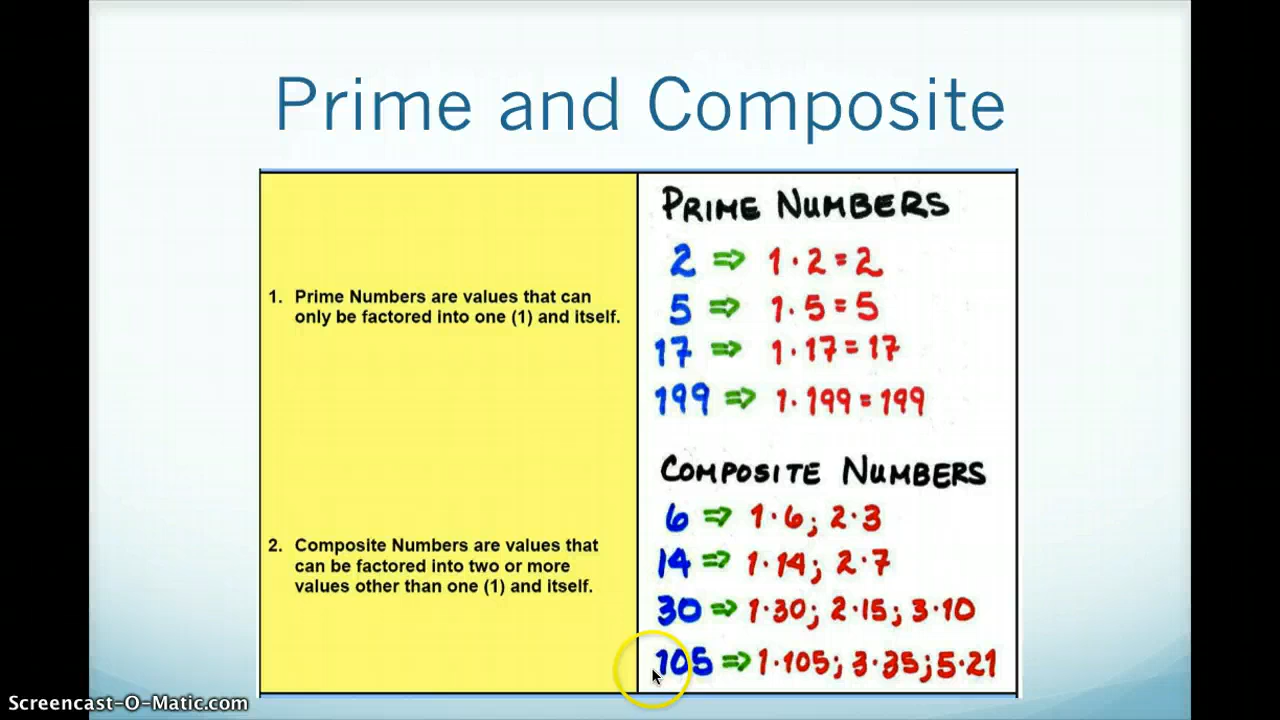 Prime and Composite
1. Prime Numbers are values that can
only be factored into one (1) and itself.
2. Composite Numbers are values that
can be factored into two or more
values other than one (1) and itself.
PRIME NUMBERS
2 ⇒ 1·2=2
5 ⇒ 1·5=5
17 ⇒ 1·17=17
199 ⇒ 1·199=199
COMPOSITE NUMBERS
6 ⇒ 1·6; 2·3
14 ⇒ 1·14; 2·7
30 ⇒ 1·30; 2·15; 3·10
105 ⇒ 1·105; 3·35; 5·21
Screencast-O-Matic.com